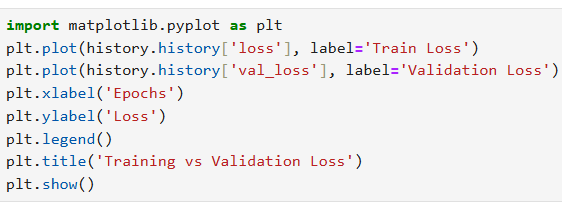 import matplotlib.pyplot as plt
plt.plot(history.history['loss'], label='Train Loss')
plt.plot(history.history['val_loss'], label='Validation Loss')
plt.xlabel('Epochs')
plt.ylabel('Loss')
plt.legend()
plt.title('Training vs Validation Loss')
plt.show()